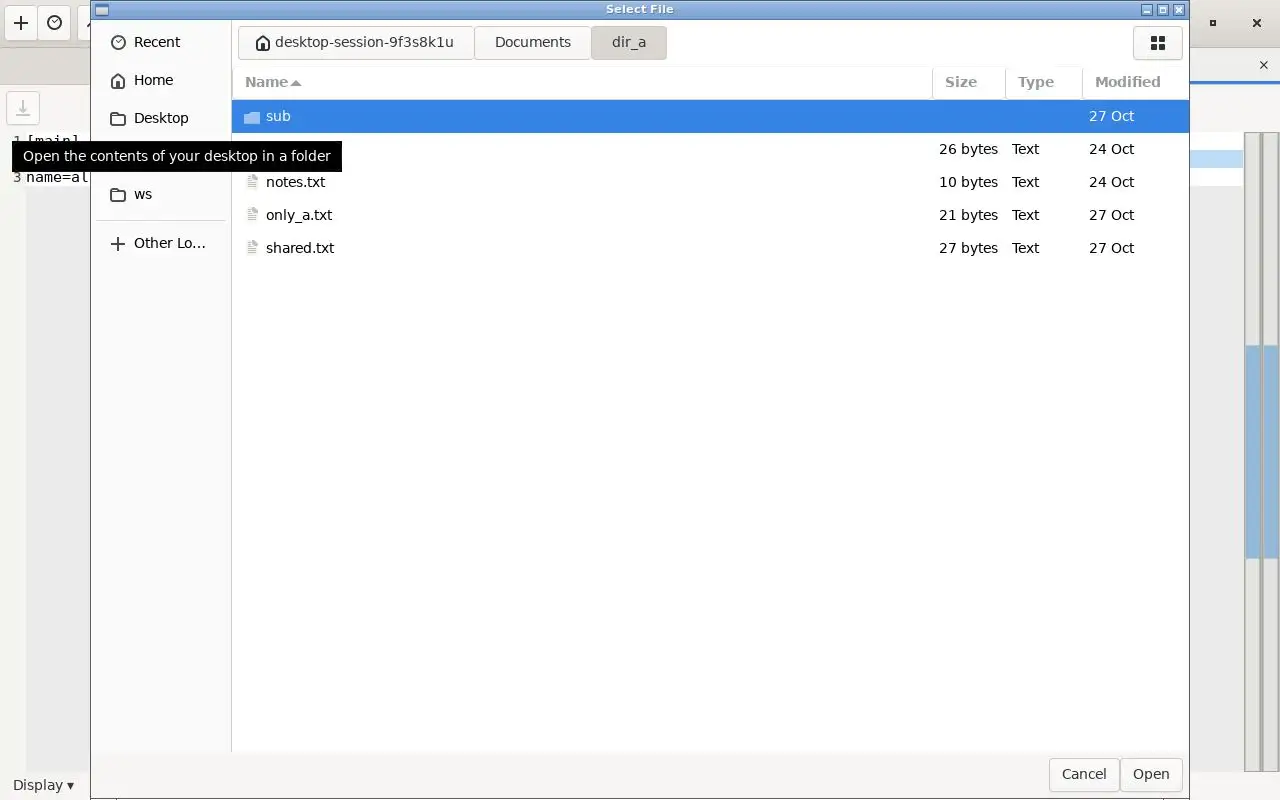 Select File
Recent
desktop-session-9f3s8k1u
Documents
dir_a
Home
Name
Size
Type
Modified
Desktop
sub
27 Oct
1 [main]
Open the contents of your desktop in a folder
26 bytes
Text
24 Oct
3 name=al
notes.txt
10 bytes
Text
24 Oct
ws
only_a.txt
21 bytes
Text
27 Oct
Other Lo...
shared.txt
27 bytes
Text
27 Oct
Cancel
Open
Display ▾